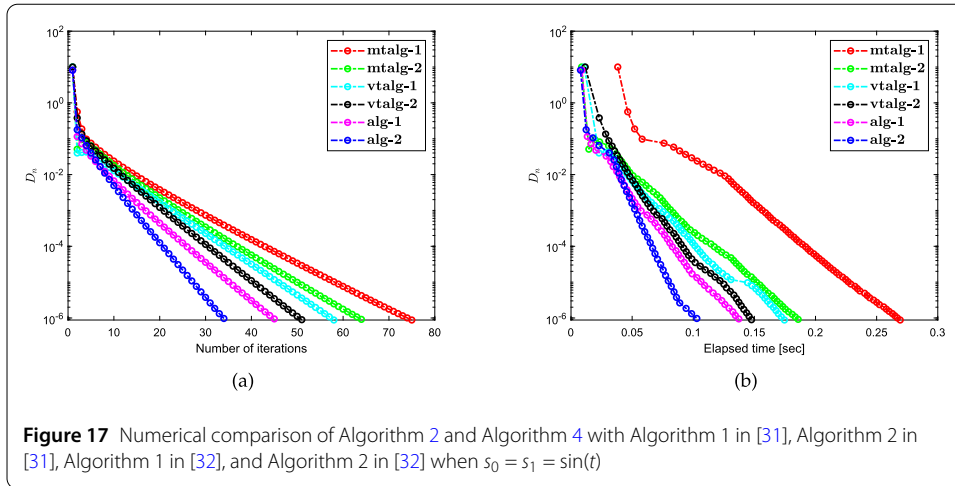 10^2
10^0
10^-2
10^-4
10^-6
D_n
0 10 20 30 40 50 60 70 80
Number of iterations
mtalg-1
mtalg-2
vtalg-1
vtalg-2
alg-1
alg-2
(a)
10^2
10^0
10^-2
10^-4
10^-6
D_n
0 0.05 0.1 0.15 0.2 0.25 0.3
Elapsed time [sec]
mtalg-1
mtalg-2
vtalg-1
vtalg-2
alg-1
alg-2
(b)
Figure 17 Numerical comparison of Algorithm 2 and Algorithm 4 with Algorithm 1 in [31], Algorithm 2 in
[31], Algorithm 1 in [32], and Algorithm 2 in [32] when s_0 = s_1 = sin(t)